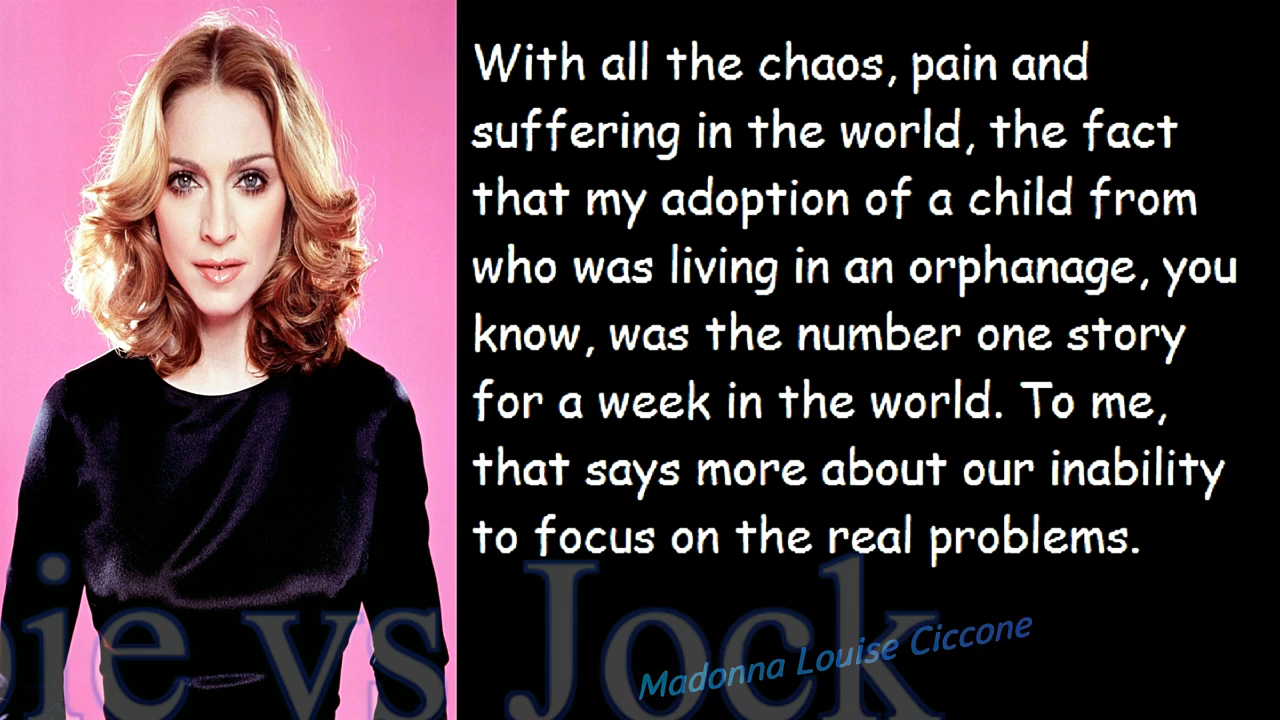 With all the chaos, pain and
suffering in the world, the fact
that my adoption of a child from
who was living in an orphanage, you
know, was the number one story
for a week in the world. To me,
that says more about our inability
to focus on the real problems.
Madonna Louise Ciccone
ie vs Jock